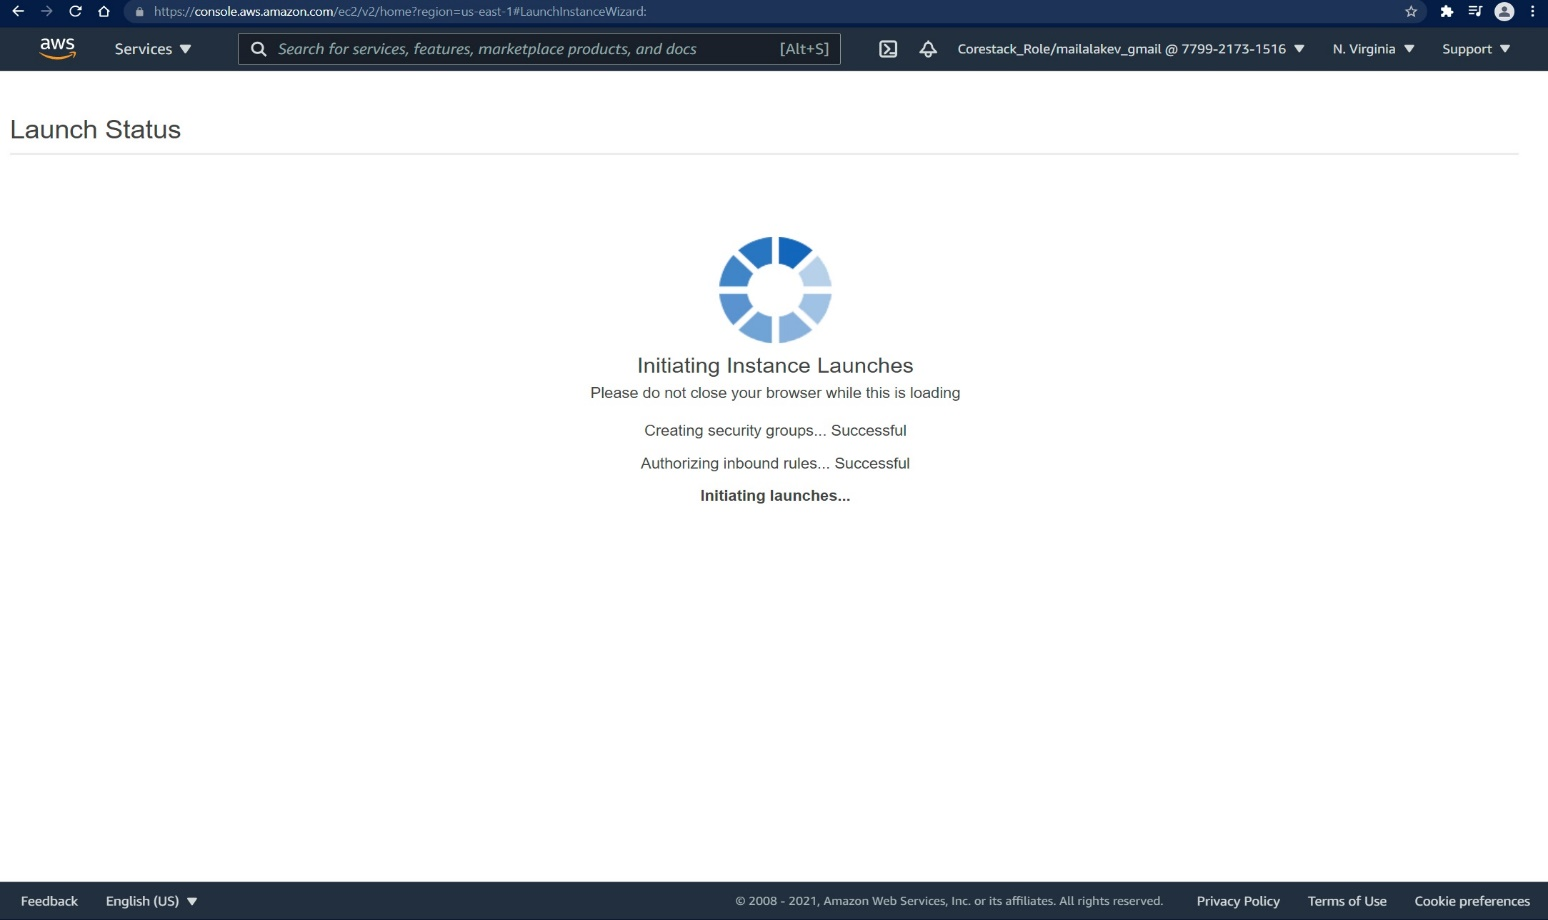 https://console.aws.amazon.com/ec2/v2/home?region=us-east-1#LaunchInstanceWizard:
aws Services Search for services, features, marketplace products, and docs [Alt+S] Corestack_Role/mailalakev_gmail @ 7799-2173-1516 N. Virginia Support
Launch Status
Initiating Instance Launches
Please do not close your browser while this is loading
Creating security groups... Successful
Authorizing inbound rules... Successful
Initiating launches...
Feedback English (US) © 2008 - 2021, Amazon Web Services, Inc. or its affiliates. All rights reserved. Privacy Policy Terms of Use Cookie preferences